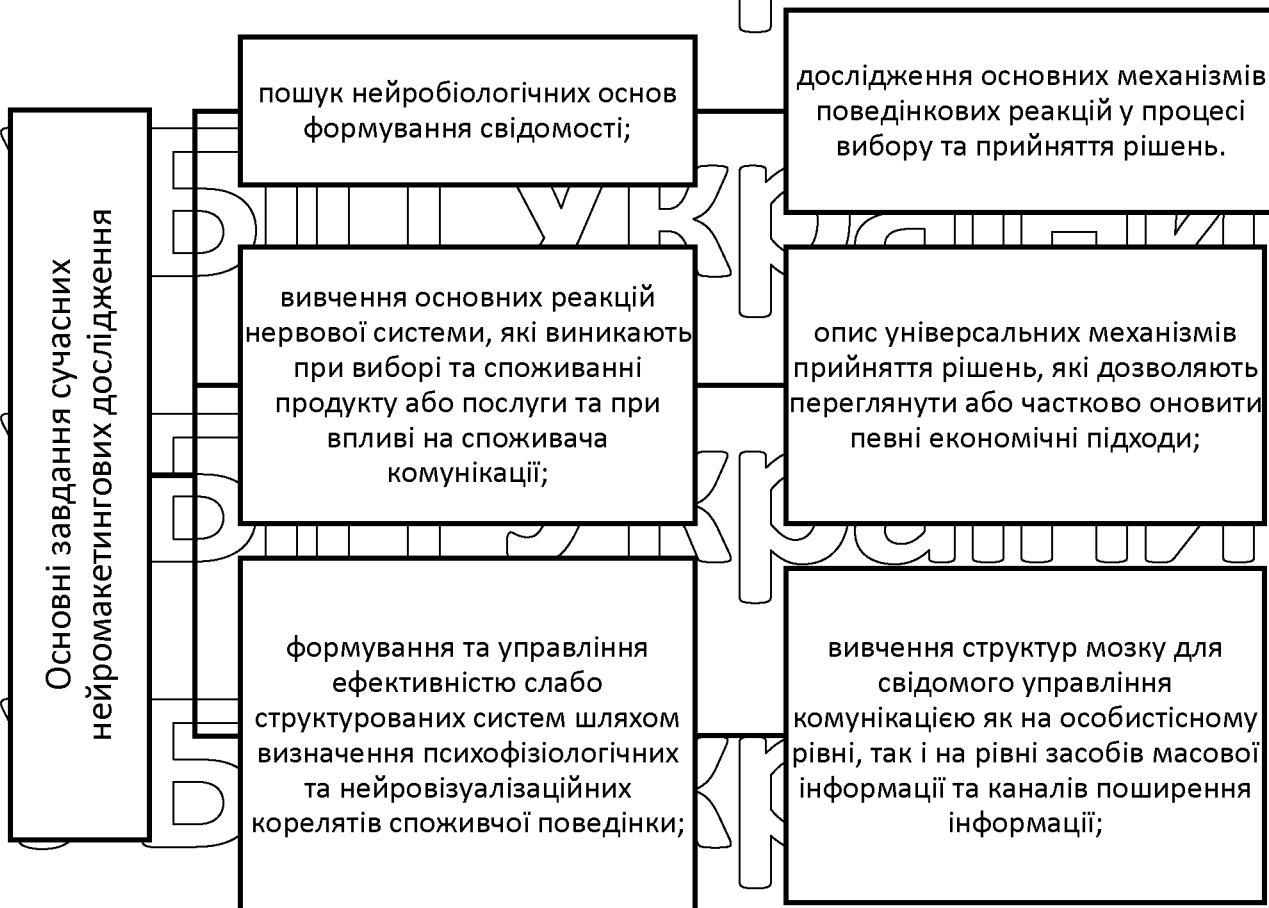 Основні завдання сучасних
нейромакетингових дослідження
пошук нейробіологічних основ
формування свідомості;
дослідження основних механізмів
поведінкових реакцій у процесі
вибору та прийняття рішень.
вивчення основних реакцій
нервової системи, які виникають
при виборі та споживанні
продукту або послуги та при
впливі на споживача
комунікації;
опис універсальних механізмів
прийняття рішень, які дозволяють
переглянути або частково оновити
певні економічні підходи;
формування та управління
ефективністю слабо
структурованих систем шляхом
визначення психофізіологічних
та нейровізуалізаційних
корелятів споживчої поведінки;
вивчення структур мозку для
свідомого управління
комунікацією як на особистісному
рівні, так і на рівні засобів масової
інформації та каналів поширення
інформації;